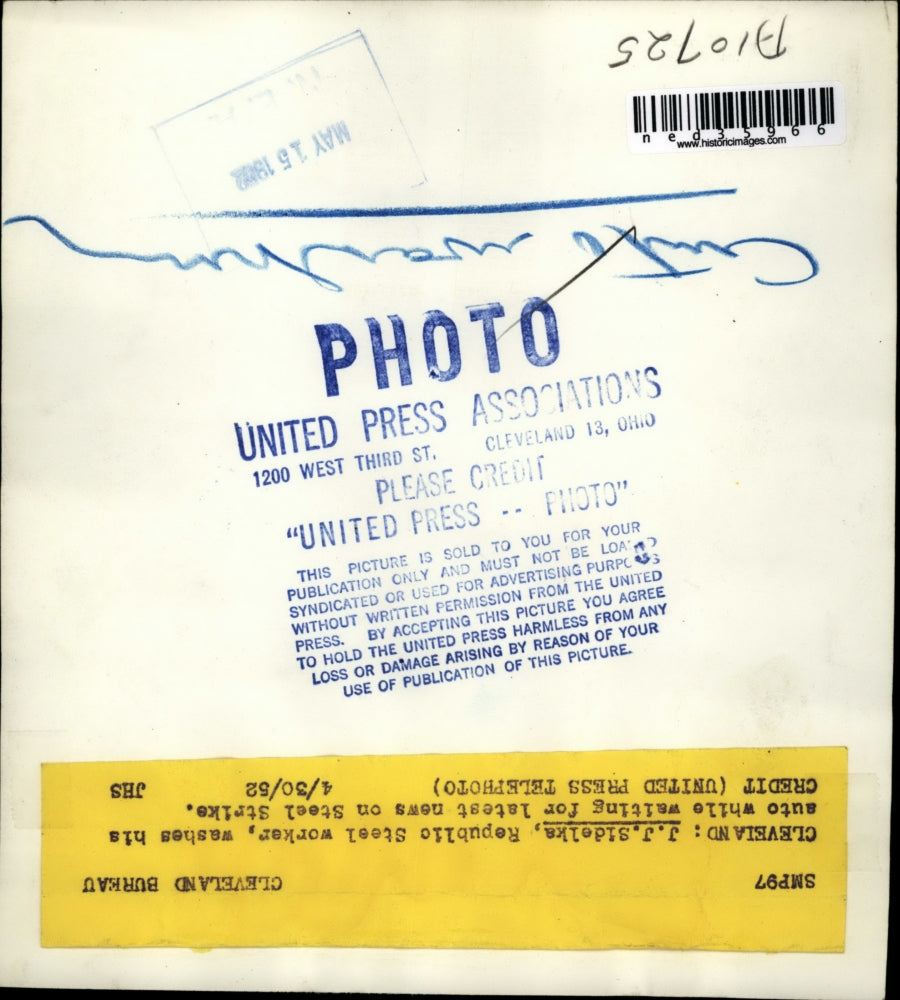 A10725
ned35966
www.historicimages.com
N.E.A.
MAY 15 1952
PHOTO
UNITED PRESS ASSOCIATIONS
1200 WEST THIRD ST. CLEVELAND 13, OHIO
PLEASE CREDIT
"UNITED PRESS -- PHOTO"
THIS PICTURE IS SOLD TO YOU FOR YOUR
PUBLICATION ONLY AND MUST NOT BE LOANED
SYNDICATED OR USED FOR ADVERTISING PURPOSES
WITHOUT WRITTEN PERMISSION FROM THE UNITED
PRESS. BY ACCEPTING THIS PICTURE YOU AGREE
TO HOLD THE UNITED PRESS HARMLESS FROM ANY
LOSS OR DAMAGE ARISING BY REASON OF YOUR
USE OF PUBLICATION OF THIS PICTURE.
SMP97 CLEVELAND BUREAU
CLEVELAND: J.J.Sidelka, Republic Steel worker, washes his
auto while waiting for latest news on Steel Strike.
CREDIT (UNITED PRESS TELEPHOTO) 4/30/52 JHS